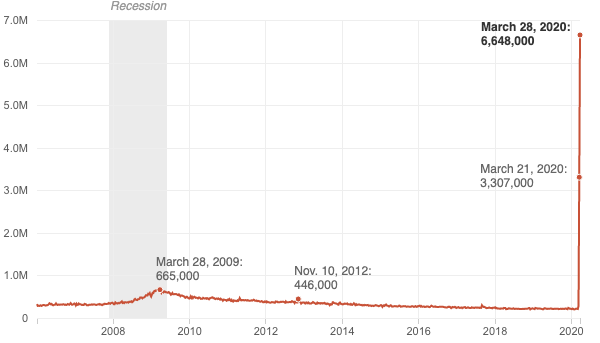 Recession
7.0M
March 28, 2020:
6,648,000
6.0M
5.0M
4.0M
March 21, 2020:
3,307,000
3.0M
2.0M
March 28, 2009:
665,000
Nov. 10, 2012:
446,000
1.0M
0
2008 2010 2012 2014 2016 2018 2020